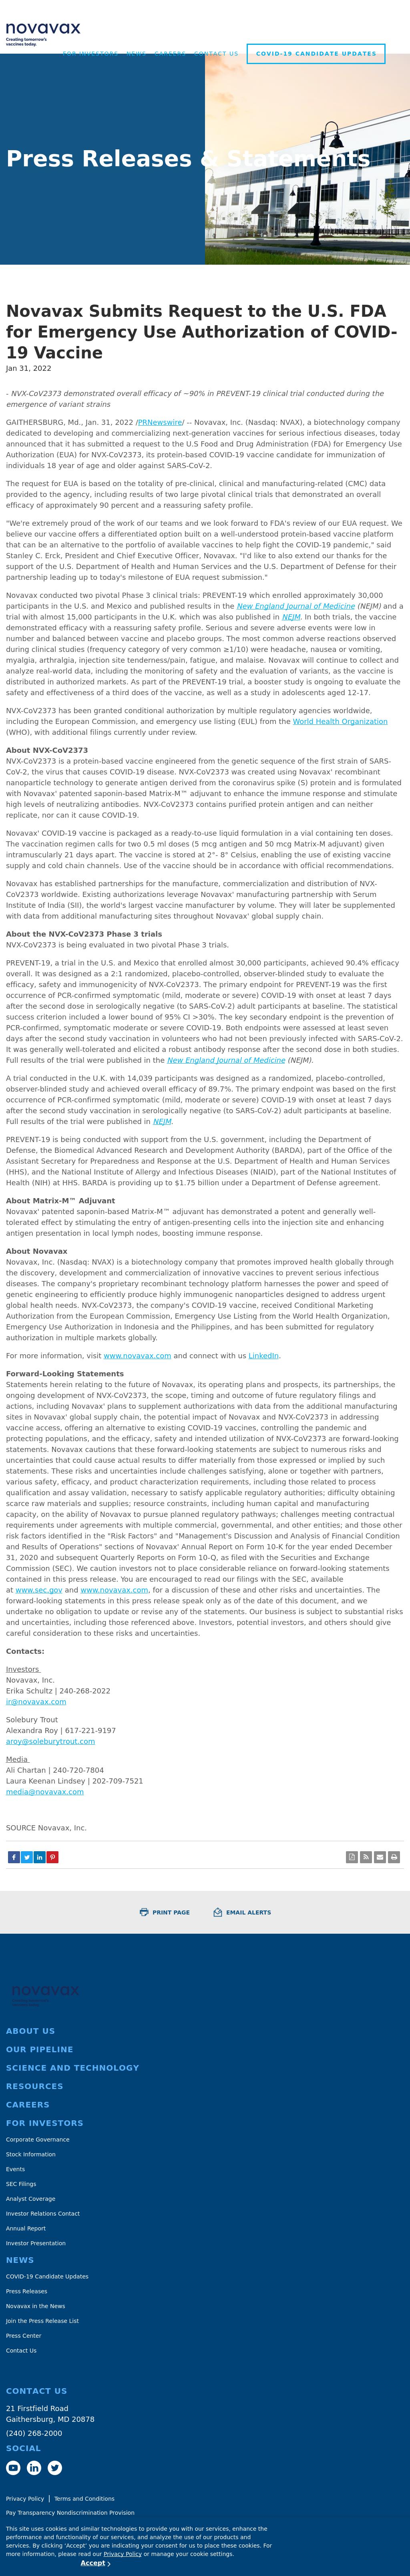 novavax
Creating tomorrow's
vaccines today.
FOR INVESTORS NEWS CAREERS CONTACT US COVID-19 CANDIDATE UPDATES
Press Releases & Statements
Novavax Submits Request to the U.S. FDA
for Emergency Use Authorization of COVID-
19 Vaccine
Jan 31, 2022
- NVX-CoV2373 demonstrated overall efficacy of ~90% in PREVENT-19 clinical trial conducted during the
emergence of variant strains
GAITHERSBURG, Md., Jan. 31, 2022 /PRNewswire/ -- Novavax, Inc. (Nasdaq: NVAX), a biotechnology company
dedicated to developing and commercializing next-generation vaccines for serious infectious diseases, today
announced that it has submitted a request to the U.S Food and Drug Administration (FDA) for Emergency Use
Authorization (EUA) for NVX-CoV2373, its protein-based COVID-19 vaccine candidate for immunization of
individuals 18 year of age and older against SARS-CoV-2.
The request for EUA is based on the totality of pre-clinical, clinical and manufacturing-related (CMC) data
provided to the agency, including results of two large pivotal clinical trials that demonstrated an overall
efficacy of approximately 90 percent and a reassuring safety profile.
"We're extremely proud of the work of our teams and we look forward to FDA's review of our EUA request. We
believe our vaccine offers a differentiated option built on a well-understood protein-based vaccine platform
that can be an alternative to the portfolio of available vaccines to help fight the COVID-19 pandemic," said
Stanley C. Erck, President and Chief Executive Officer, Novavax. "I'd like to also extend our thanks for the
support of the U.S. Departments of Health and Human Services and the U.S. Department of Defense for their
partnership leading up to today's milestone of our EUA request submission."
Novavax conducted two pivotal Phase 3 clinical trials: PREVENT-19 which enrolled approximately 30,000
participants in the U.S. and Mexico and published results in the New England Journal of Medicine (NEJM) and a
trial with almost 15,000 participants in the U.K. which was also published in NEJM. In both trials, the vaccine
demonstrated efficacy with a reassuring safety profile. Serious and severe adverse events were low in
number and balanced between vaccine and placebo groups. The most common adverse reactions observed
during clinical studies (frequency category of very common ≥1/10) were headache, nausea or vomiting,
myalgia, arthralgia, injection site tenderness/pain, fatigue, and malaise. Novavax will continue to collect and
analyze real-world data, including the monitoring of safety and the evaluation of variants, as the vaccine is
distributed in authorized markets. As part of the PREVENT-19 trial, a booster study is ongoing to evaluate the
safety and effectiveness of a third dose of the vaccine, as well as a study in adolescents aged 12-17.
NVX-CoV2373 has been granted conditional authorization by multiple regulatory agencies worldwide,
including the European Commission, and emergency use listing (EUL) from the World Health Organization
(WHO), with additional filings currently under review.
About NVX-CoV2373
NVX-CoV2373 is a protein-based vaccine engineered from the genetic sequence of the first strain of SARS-
CoV-2, the virus that causes COVID-19 disease. NVX-CoV2373 was created using Novavax' recombinant
nanoparticle technology to generate antigen derived from the coronavirus spike (S) protein and is formulated
with Novavax' patented saponin-based Matrix-M™ adjuvant to enhance the immune response and stimulate
high levels of neutralizing antibodies. NVX-CoV2373 contains purified protein antigen and can neither
replicate, nor can it cause COVID-19.
Novavax' COVID-19 vaccine is packaged as a ready-to-use liquid formulation in a vial containing ten doses.
The vaccination regimen calls for two 0.5 ml doses (5 mcg antigen and 50 mcg Matrix-M adjuvant) given
intramuscularly 21 days apart. The vaccine is stored at 2°- 8° Celsius, enabling the use of existing vaccine
supply and cold chain channels. Use of the vaccine should be in accordance with official recommendations.
Novavax has established partnerships for the manufacture, commercialization and distribution of NVX-
CoV2373 worldwide. Existing authorizations leverage Novavax' manufacturing partnership with Serum
Institute of India (SII), the world's largest vaccine manufacturer by volume. They will later be supplemented
with data from additional manufacturing sites throughout Novavax' global supply chain.
About the NVX-CoV2373 Phase 3 trials
NVX-CoV2373 is being evaluated in two pivotal Phase 3 trials.
PREVENT-19, a trial in the U.S. and Mexico that enrolled almost 30,000 participants, achieved 90.4% efficacy
overall. It was designed as a 2:1 randomized, placebo-controlled, observer-blinded study to evaluate the
efficacy, safety and immunogenicity of NVX-CoV2373. The primary endpoint for PREVENT-19 was the first
occurrence of PCR-confirmed symptomatic (mild, moderate or severe) COVID-19 with onset at least 7 days
after the second dose in serologically negative (to SARS-CoV-2) adult participants at baseline. The statistical
success criterion included a lower bound of 95% CI >30%. The key secondary endpoint is the prevention of
PCR-confirmed, symptomatic moderate or severe COVID-19. Both endpoints were assessed at least seven
days after the second study vaccination in volunteers who had not been previously infected with SARS-CoV-2.
It was generally well-tolerated and elicited a robust antibody response after the second dose in both studies.
Full results of the trial were published in the New England Journal of Medicine (NEJM).
A trial conducted in the U.K. with 14,039 participants was designed as a randomized, placebo-controlled,
observer-blinded study and achieved overall efficacy of 89.7%. The primary endpoint was based on the first
occurrence of PCR-confirmed symptomatic (mild, moderate or severe) COVID-19 with onset at least 7 days
after the second study vaccination in serologically negative (to SARS-CoV-2) adult participants at baseline.
Full results of the trial were published in NEJM.
PREVENT-19 is being conducted with support from the U.S. government, including the Department of
Defense, the Biomedical Advanced Research and Development Authority (BARDA), part of the Office of the
Assistant Secretary for Preparedness and Response at the U.S. Department of Health and Human Services
(HHS), and the National Institute of Allergy and Infectious Diseases (NIAID), part of the National Institutes of
Health (NIH) at HHS. BARDA is providing up to $1.75 billion under a Department of Defense agreement.
About Matrix-M™ Adjuvant
Novavax' patented saponin-based Matrix-M™ adjuvant has demonstrated a potent and generally well-
tolerated effect by stimulating the entry of antigen-presenting cells into the injection site and enhancing
antigen presentation in local lymph nodes, boosting immune response.
About Novavax
Novavax, Inc. (Nasdaq: NVAX) is a biotechnology company that promotes improved health globally through
the discovery, development and commercialization of innovative vaccines to prevent serious infectious
diseases. The company's proprietary recombinant technology platform harnesses the power and speed of
genetic engineering to efficiently produce highly immunogenic nanoparticles designed to address urgent
global health needs. NVX-CoV2373, the company's COVID-19 vaccine, received Conditional Marketing
Authorization from the European Commission, Emergency Use Listing from the World Health Organization,
Emergency Use Authorization in Indonesia and the Philippines, and has been submitted for regulatory
authorization in multiple markets globally.
For more information, visit www.novavax.com and connect with us LinkedIn.
Forward-Looking Statements
Statements herein relating to the future of Novavax, its operating plans and prospects, its partnerships, the
ongoing development of NVX-CoV2373, the scope, timing and outcome of future regulatory filings and
actions, including Novavax' plans to supplement authorizations with data from the additional manufacturing
sites in Novavax' global supply chain, the potential impact of Novavax and NVX-CoV2373 in addressing
vaccine access, offering an alternative to existing COVID-19 vaccines, controlling the pandemic and
protecting populations, and the efficacy, safety and intended utilization of NVX-CoV2373 are forward-looking
statements. Novavax cautions that these forward-looking statements are subject to numerous risks and
uncertainties that could cause actual results to differ materially from those expressed or implied by such
statements. These risks and uncertainties include challenges satisfying, alone or together with partners,
various safety, efficacy, and product characterization requirements, including those related to process
qualification and assay validation, necessary to satisfy applicable regulatory authorities; difficulty obtaining
scarce raw materials and supplies; resource constraints, including human capital and manufacturing
capacity, on the ability of Novavax to pursue planned regulatory pathways; challenges meeting contractual
requirements under agreements with multiple commercial, governmental, and other entities; and those other
risk factors identified in the "Risk Factors" and "Management's Discussion and Analysis of Financial Condition
and Results of Operations" sections of Novavax' Annual Report on Form 10-K for the year ended December
31, 2020 and subsequent Quarterly Reports on Form 10-Q, as filed with the Securities and Exchange
Commission (SEC). We caution investors not to place considerable reliance on forward-looking statements
contained in this press release. You are encouraged to read our filings with the SEC, available
at www.sec.gov and www.novavax.com, for a discussion of these and other risks and uncertainties. The
forward-looking statements in this press release speak only as of the date of this document, and we
undertake no obligation to update or revise any of the statements. Our business is subject to substantial risks
and uncertainties, including those referenced above. Investors, potential investors, and others should give
careful consideration to these risks and uncertainties.
Contacts:
Investors
Novavax, Inc.
Erika Schultz | 240-268-2022
ir@novavax.com
Solebury Trout
Alexandra Roy | 617-221-9197
aroy@soleburytrout.com
Media
Ali Chartan | 240-720-7804
Laura Keenan Lindsey | 202-709-7521
media@novavax.com
SOURCE Novavax, Inc.
PRINT PAGE EMAIL ALERTS
novavax
ABOUT US
OUR PIPELINE
SCIENCE AND TECHNOLOGY
RESOURCES
CAREERS
FOR INVESTORS
Corporate Governance
Stock Information
Events
SEC Filings
Analyst Coverage
Investor Relations Contact
Annual Report
Investor Presentation
NEWS
COVID-19 Candidate Updates
Press Releases
Novavax in the News
Join the Press Release List
Press Center
Contact Us
CONTACT US
21 Firstfield Road
Gaithersburg, MD 20878
(240) 268-2000
SOCIAL
Privacy Policy | Terms and Conditions
Pay Transparency Nondiscrimination Provision
This site uses cookies and similar technologies to provide you with our services, enhance the
performance and functionality of our services, and analyze the use of our products and
services. By clicking 'Accept' you are indicating your consent for us to place these cookies. For
more information, please read our Privacy Policy or manage your cookie settings.
Accept